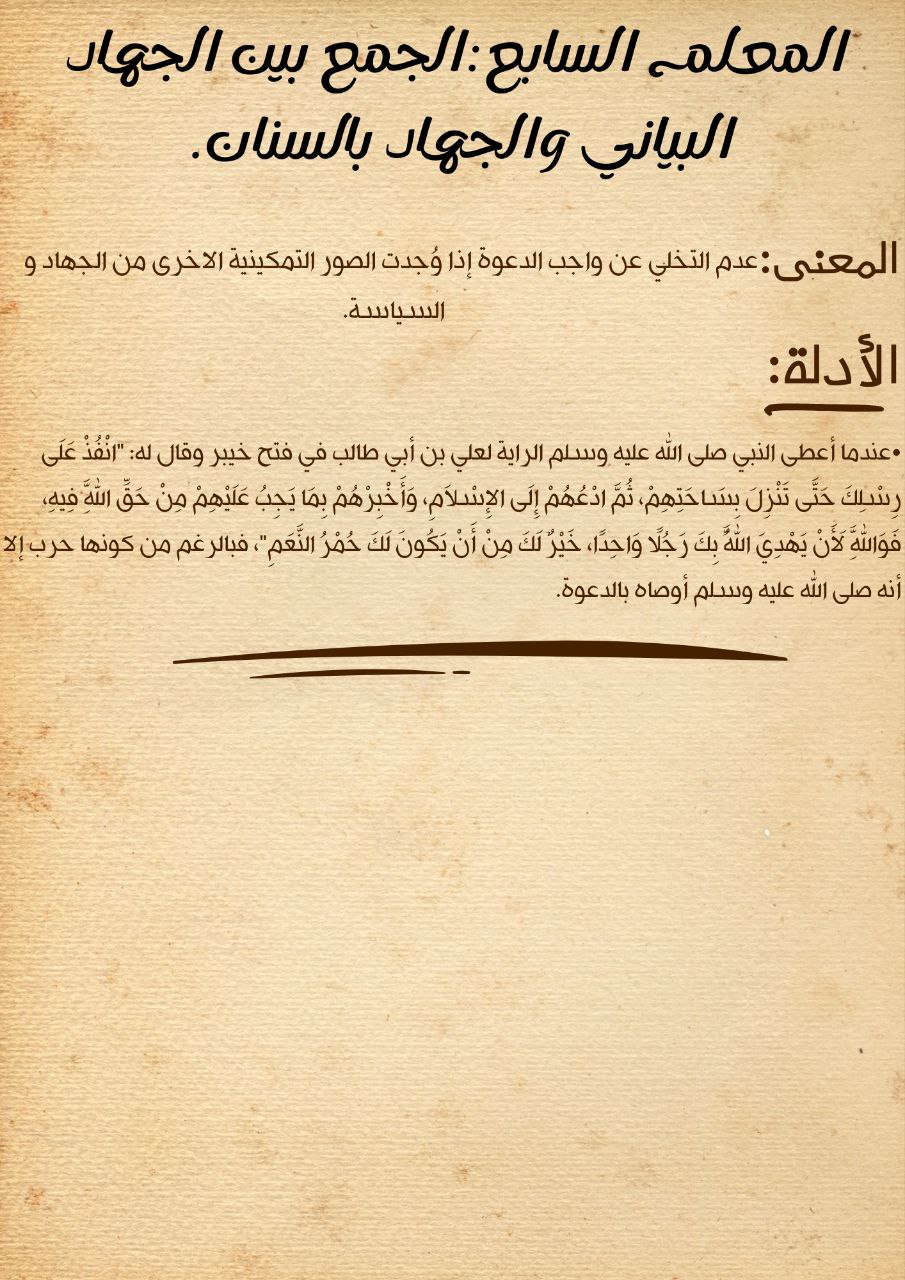 المعلمـ السابع:الجمع بين الجهاد
البياني والجهاد بالسنان.
المعنى:عدم التخلي عن واجب الدعوة إذا وُجدت الصور التمكينية الاخرى من الجهاد و
السياسة.
الأدلة:
•عندما أعطى النبي صلى الله عليه وسلم الراية لعلي بن أبي طالب في فتح خيبر وقال له: "انْفُذْ عَلَى
رِسْلِكَ حَتَّى تَنْزِلَ بِسَاحَتِهِمْ، ثُمَّ ادْعُهُمْ إِلَى الإِسْلاَمِ، وَأَخْبِرْهُمْ بِمَا يَجِبُ عَلَيْهِمْ مِنْ حَقِّ اللَّهِ فِيهِ،
فَوَاللَّهِ لَأَنْ يَهْدِيَ اللَّهُ بِكَ رَجُلًا وَاحِدًا، خَيْرٌ لَكَ مِنْ أَنْ يَكُونَ لَكَ حُمْرُ النَّعَمِ"، فبالرغم من كونها حرب إلا
أنه صلى الله عليه وسلم أوصاه بالدعوة.